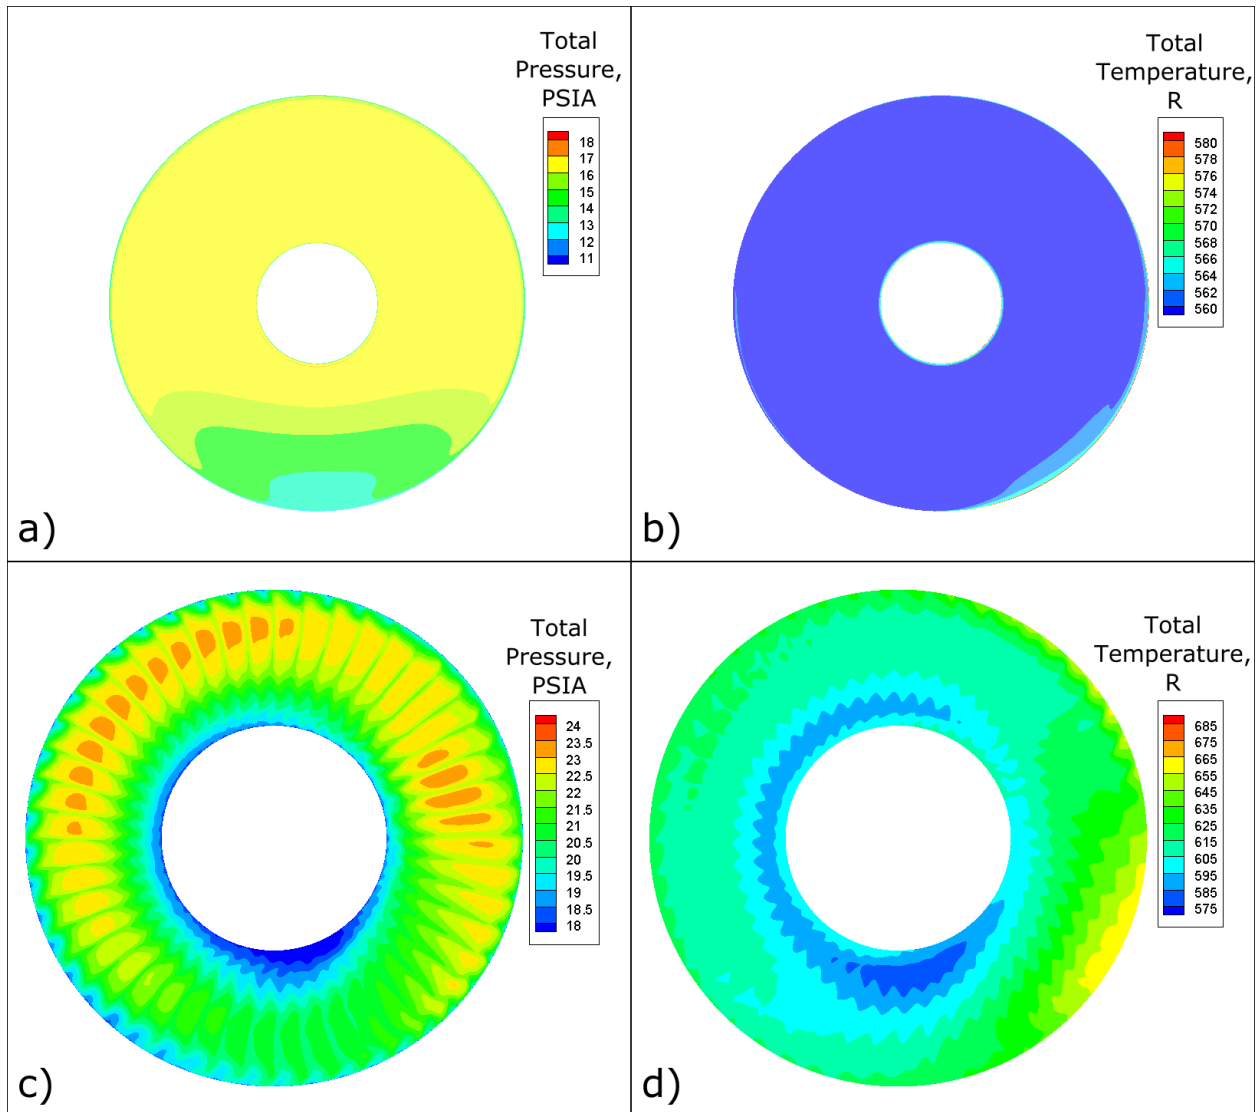 Total
Pressure,
PSIA
18
17
16
15
14
13
12
11
a)
Total
Temperature,
R
580
578
576
574
572
570
568
566
564
562
560
b)
Total
Pressure,
PSIA
24
23.5
23
22.5
22
21.5
21
20.5
20
19.5
19
18.5
18
c)
Total
Temperature,
R
685
675
665
655
645
635
625
615
605
595
585
575
d)